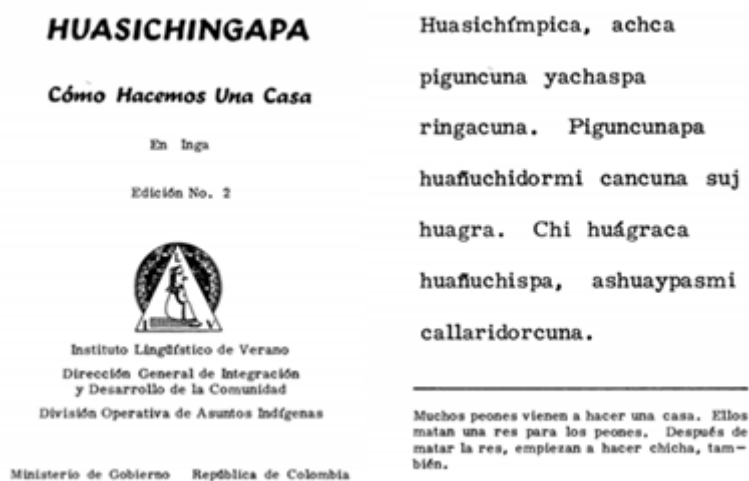 HUASICHINGAPA
Cómo Hacemos Una Casa
En Inga
Edición No. 2
I L V
Instituto Lingüístico de Verano
Dirección General de Integración
y Desarrollo de la Comunidad
División Operativa de Asuntos Indígenas
Ministerio de Gobierno República de Colombia
Huasichímpica, achca
piguncuna yachaspa
ringacuna. Piguncunapa
huañuchidormi cancuna suj
huagra. Chi huágraca
huañuchispa, ashuaypasmi
callaridorcuna.
Muchos peones vienen a hacer una casa. Ellos
matan una res para los peones. Después de
matar la res, empiezan a hacer chicha, tam-
bién.